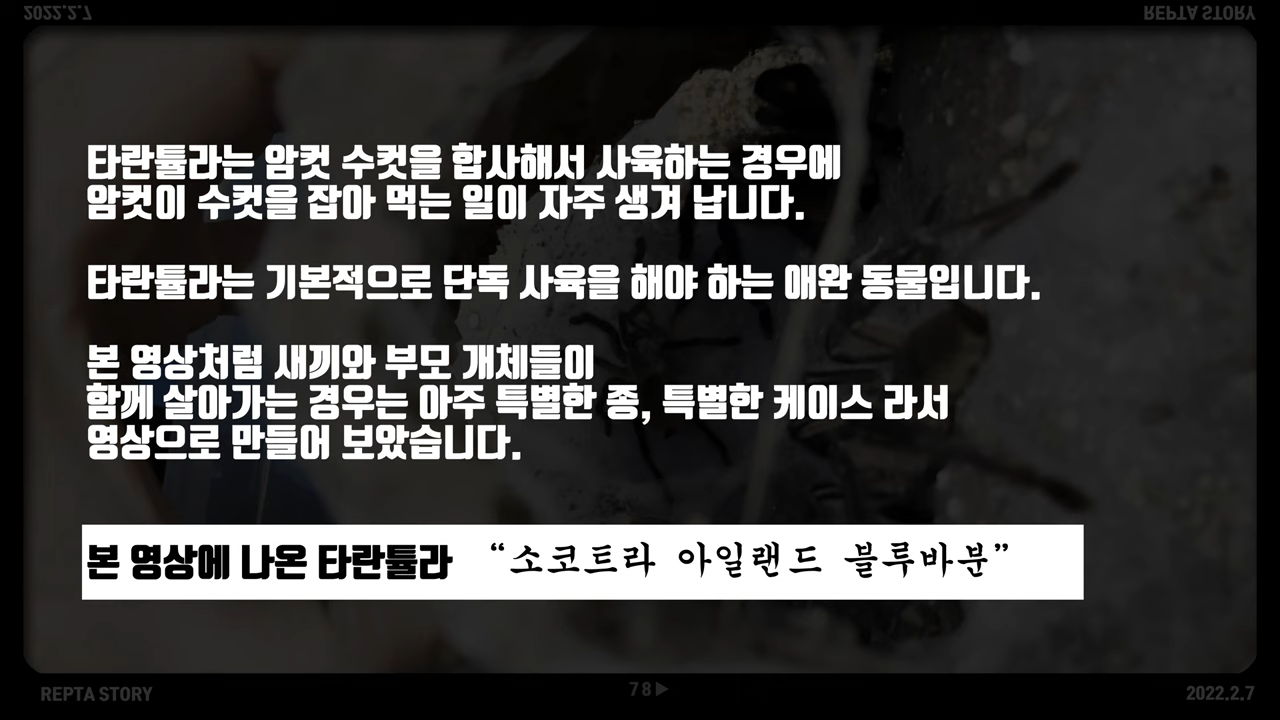 2022.2.7
REPTA STORY
타란튤라는 암컷 수컷을 합사해서 사육하는 경우에
암컷이 수컷을 잡아 먹는 일이 자주 생겨 납니다.
타란튤라는 기본적으로 단독 사육을 해야 하는 애완 동물입니다.
본 영상처럼 새끼와 부모 개체들이
함께 살아가는 경우는 아주 특별한 종, 특별한 케이스 라서
영상으로 만들어 보았습니다.
본 영상에 나온 타란튤라 “소코트라 아일랜드 블루바분”
REPTA STORY
78▶
2022.2.7